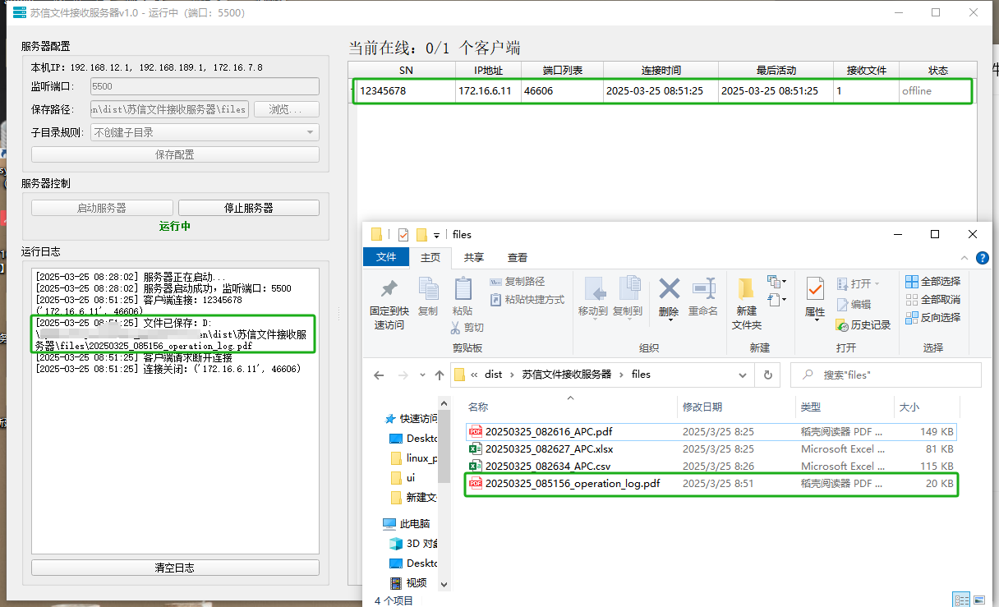 苏信文件接收服务器v1.0 - 运行中 (端口: 5500)
服务器配置
本机IP: 192.168.12.1, 192.168.189.1, 172.16.7.8
监听端口: 5500
保存路径: n\dist\苏信文件接收服务器\files 浏览...
子目录规则: 不创建子目录
保存配置
服务器控制
启动服务器 停止服务器
运行中
运行日志
[2025-03-25 08:28:02] 服务器正在启动...
[2025-03-25 08:28:02] 服务器启动成功，监听端口: 5500
[2025-03-25 08:51:25] 客户端连接: 12345678
('172.16.6.11', 46606)
[2025-03-25 08:51:25] 文件已保存: D:
\ en\dist\苏信文件接收服
务器\files\20250325_085156_operation_log.pdf
[2025-03-25 08:51:25] 客户端请求断开连接
[2025-03-25 08:51:25] 连接关闭: ('172.16.6.11', 46606)
清空日志
当前在线: 0/1 个客户端
SN IP地址 端口列表 连接时间 最后活动 接收文件 状态
12345678 172.16.6.11 46606 2025-03-25 08:51:25 2025-03-25 08:51:25 1 offline
files
文件 主页 共享 查看
固定到快
速访问
复制
粘贴
复制路径
粘贴快捷方式
剪切
剪贴板
移动到 复制到 删除 重命名
组织
新建
文件夹
新建
属性
打开
编辑
历史记录
打开
全部选择
全部取消
反向选择
选择
« dist › 苏信文件接收服务器 › files
搜索"files"
快速访问
Deskto
linux_p
ui
新建文
此电脑
3D 对象
Deskto
视频
名称 修改日期 类型 大小
20250325_082616_APC.pdf 2025/3/25 8:25 稻壳阅读器 PDF ... 149 KB
20250325_082627_APC.xlsx 2025/3/25 8:25 Microsoft Excel ... 81 KB
20250325_082634_APC.csv 2025/3/25 8:26 Microsoft Excel ... 115 KB
20250325_085156_operation_log.pdf 2025/3/25 8:51 稻壳阅读器 PDF ... 20 KB
4 个项目